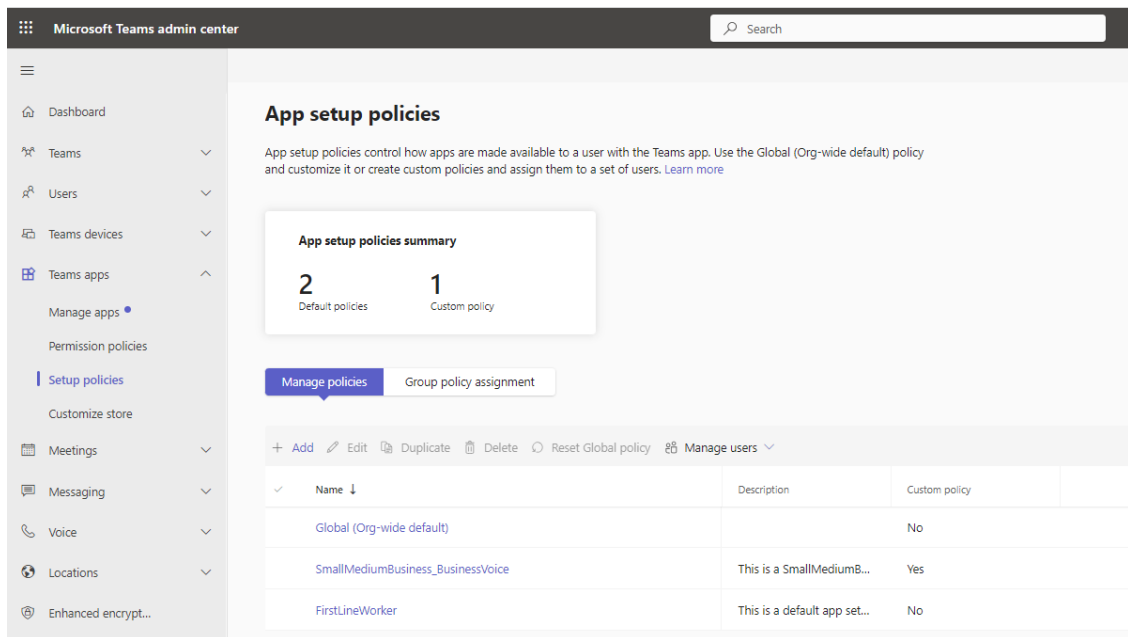 Microsoft Teams admin center
Search
Dashboard
Teams
Users
Teams devices
Teams apps
Manage apps
Permission policies
Setup policies
Customize store
Meetings
Messaging
Voice
Locations
Enhanced encrypt...
App setup policies
App setup policies control how apps are made available to a user with the Teams app. Use the Global (Org-wide default) policy
and customize it or create custom policies and assign them to a set of users. Learn more
App setup policies summary
2 1
Default policies Custom policy
Manage policies Group policy assignment
Add Edit Duplicate Delete Reset Global policy Manage users
Name ↓ Description Custom policy
Global (Org-wide default) No
SmallMediumBusiness_BusinessVoice This is a SmallMediumB... Yes
FirstLineWorker This is a default app set... No